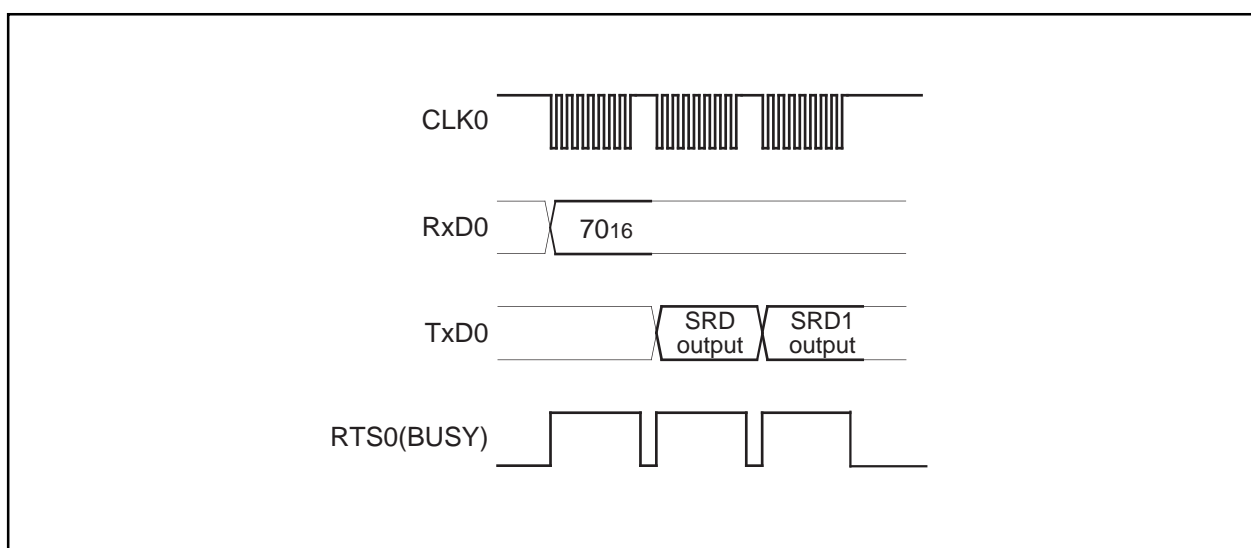 CLK0
RxD0
7016
TxD0
SRD
output
SRD1
output
RTS0(BUSY)